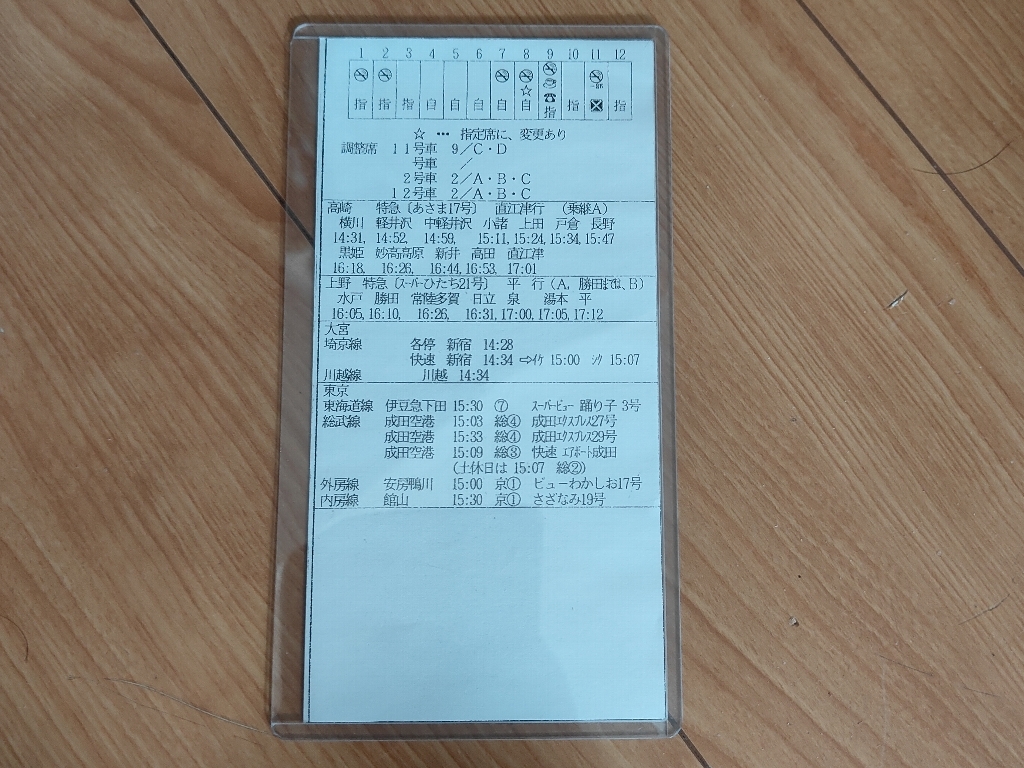 1 2 3 4 5 6 7 8 9 10 11 12
☆
指 指 指 自 自 自 自 自 指 指 指
☆ … 指定席に、変更あり
調整席 11号車 9/C・D
号車 /
2号車 2/A・B・C
12号車 2/A・B・C
高崎 特急〔あさま17号〕 直江津行 (乗継A)
横川 軽井沢 中軽井沢 小諸 上田 戸倉 長野
14:31, 14:52, 14:59, 15:11, 15:24, 15:34, 15:47
黒姫 妙高高原 新井 高田 直江津
16:18, 16:26, 16:44, 16:53, 17:01
上野 特急〔スーパーひたち21号〕 平 行(A, 勝田まで、B)
水戸 勝田 常陸多賀 日立 泉 湯本 平
16:05, 16:10, 16:26, 16:31, 17:00, 17:05, 17:12
大宮
埼京線 各停 新宿 14:28
快速 新宿 14:34 ⇨イケ 15:00 シク 15:07
川越線 川越 14:34
東京
東海道線 伊豆急下田 15:30 ⑦ スーパービュー 踊り子 3号
総武線 成田空港 15:03 総④ 成田エクスプレス27号
成田空港 15:33 総④ 成田エクスプレス29号
成田空港 15:09 総③ 快速 エアポート成田
(土休日は 15:07 総②)
外房線 安房鴨川 15:00 京① ビューわかしお17号
内房線 館山 15:30 京① さざなみ19号